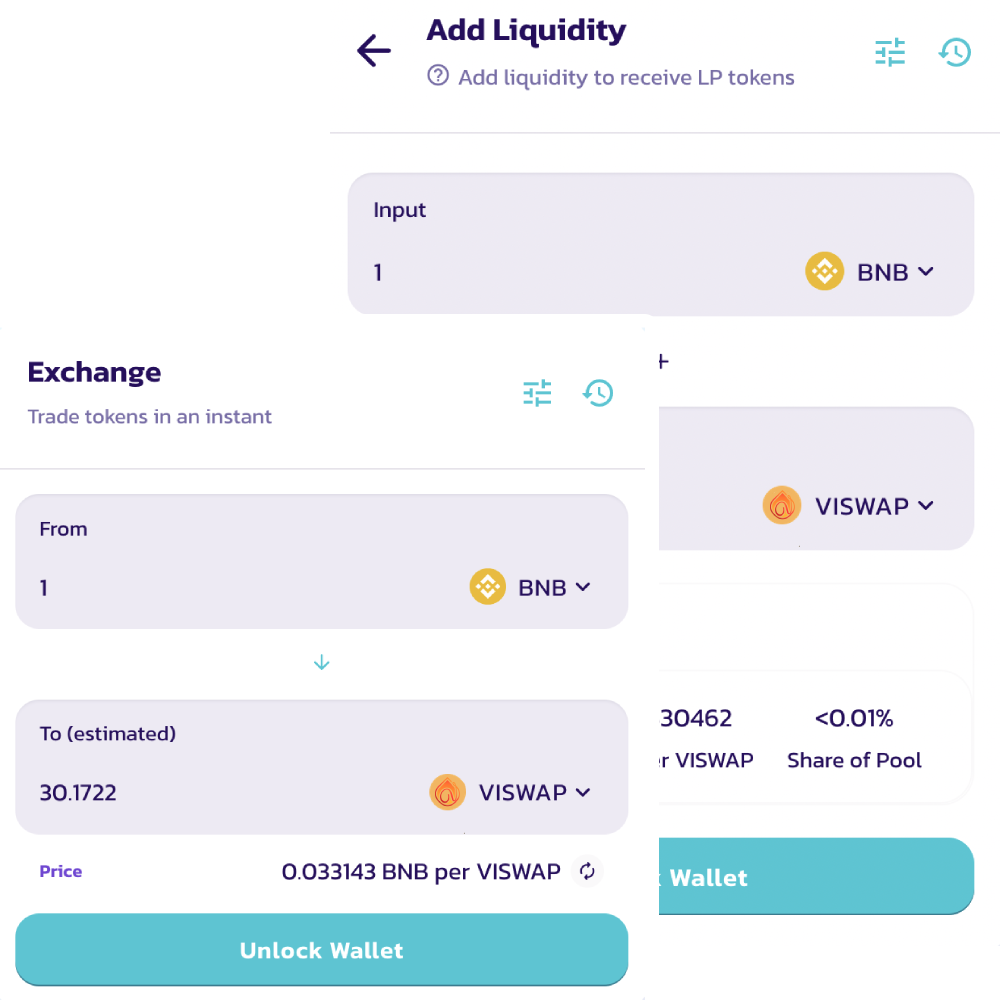 Add Liquidity
Add liquidity to receive LP tokens
Input
1
BNB
+
VISWAP
30462
<0.01%
VISWAP
Share of Pool
Wallet
Exchange
Trade tokens in an instant
From
1
BNB
To (estimated)
30.1722
VISWAP
Price
0.033143 BNB per VISWAP
Unlock Wallet